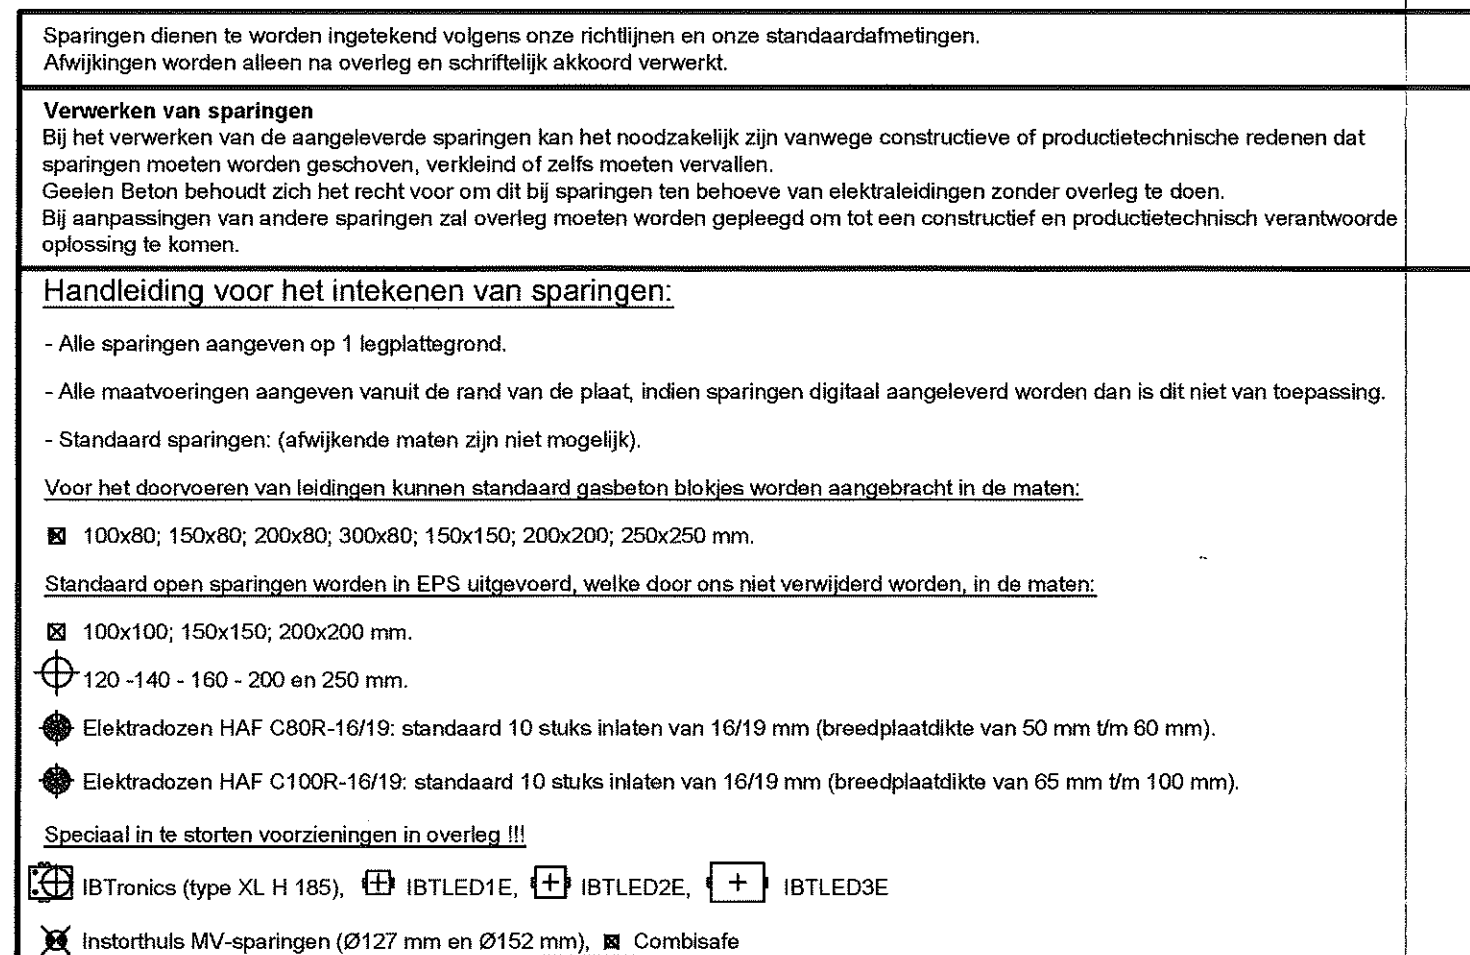 Sparingen dienen te worden ingetekend volgens onze richtlijnen en onze standaardafmetingen.
Afwijkingen worden alleen na overleg en schriftelijk akkoord verwerkt.
Verwerken van sparingen
Bij het verwerken van de aangeleverde sparingen kan het noodzakelijk zijn vanwege constructieve of productietechnische redenen dat
sparingen moeten worden geschoven, verkleind of zelfs moeten vervallen.
Geelen Beton behoudt zich het recht voor om dit bij sparingen ten behoeve van elektraleidingen zonder overleg te doen.
Bij aanpassingen van andere sparingen zal overleg moeten worden gepleegd om tot een constructief en productietechnisch verantwoorde
oplossing te komen.
Handleiding voor het intekenen van sparingen:
- Alle sparingen aangeven op 1 legplattegrond.
- Alle maatvoeringen aangeven vanuit de rand van de plaat, indien sparingen digitaal aangeleverd worden dan is dit niet van toepassing.
- Standaard sparingen: (afwijkende maten zijn niet mogelijk).
Voor het doorvoeren van leidingen kunnen standaard gasbeton blokjes worden aangebracht in de maten:
100x80; 150x80; 200x80; 300x80; 150x150; 200x200; 250x250 mm.
Standaard open sparingen worden in EPS uitgevoerd, welke door ons niet verwijderd worden, in de maten:
100x100; 150x150; 200x200 mm.
120 -140 - 160 - 200 en 250 mm.
Elektradozen HAF C80R-16/19: standaard 10 stuks inlaten van 16/19 mm (breedplaatdikte van 50 mm t/m 60 mm).
Elektradozen HAF C100R-16/19: standaard 10 stuks inlaten van 16/19 mm (breedplaatdikte van 65 mm t/m 100 mm).
Speciaal in te storten voorzieningen in overleg !!!
IBTronics (type XL H 185), IBTLED1E, IBTLED2E, IBTLED3E
Instorthuls MV-sparingen (Ø127 mm en Ø152 mm), Combisafe